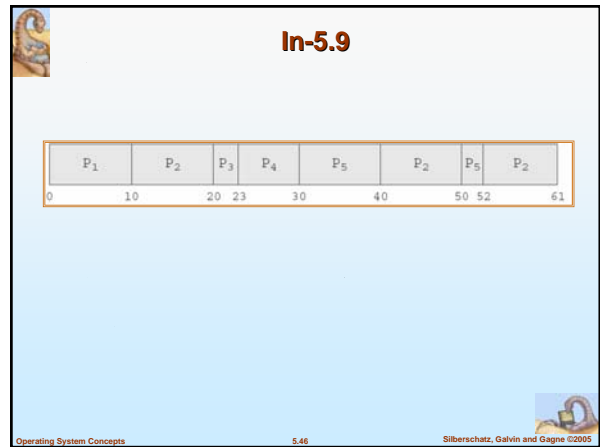 In-5.9
P1 P2 P3 P4 P5 P2 P5 P2
0 10 20 23 30 40 50 52 61
Operating System Concepts 5.46 Silberschatz, Galvin and Gagne ©2005